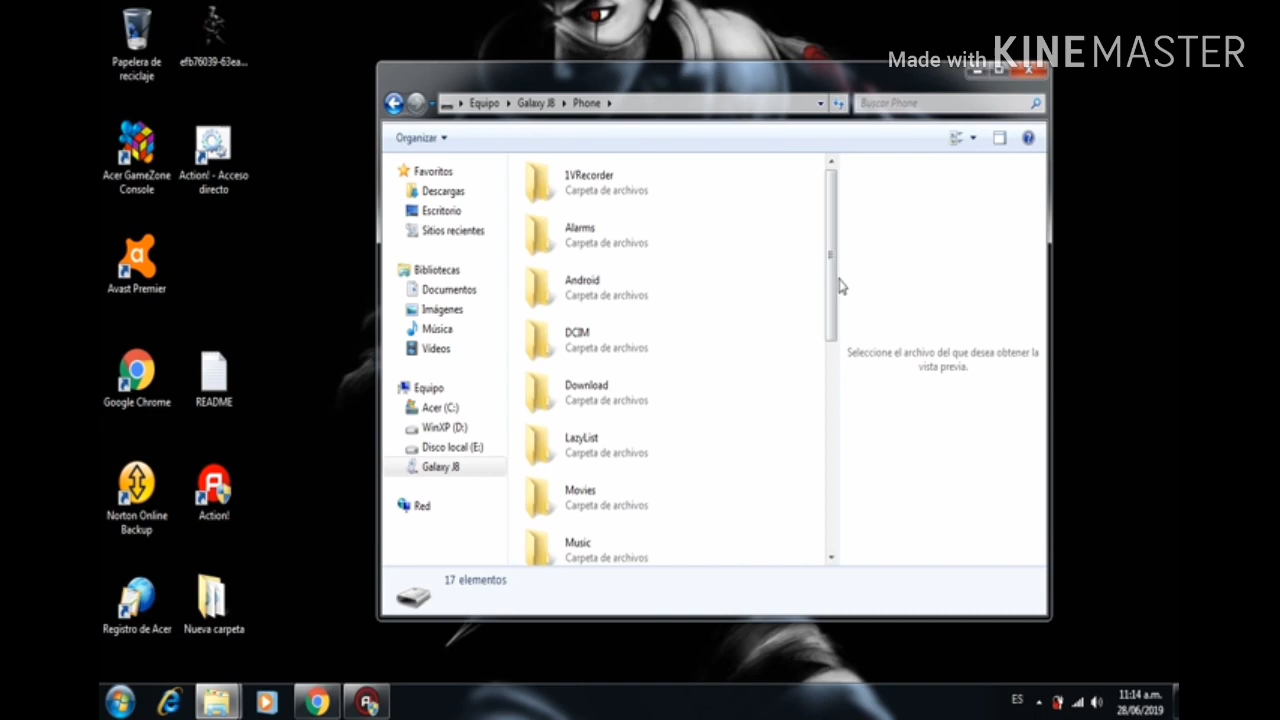 Made with KINEMASTER
Papelera de
reciclaje
efb76039-63ea...
Acer GameZone
Console
Action! - Acceso
directo
Avast Premier
Google Chrome
README
Norton Online
Backup
Action!
Registro de Acer
Nueva carpeta
Equipo
Galaxy J8
Phone
Buscar Phone
Organizar
Favoritos
Descargas
Escritorio
Sitios recientes
Bibliotecas
Documentos
Imágenes
Música
Vídeos
Equipo
Acer (C:)
WinXP (D:)
Disco local (E:)
Galaxy J8
Red
1VRecorder
Carpeta de archivos
Alarms
Carpeta de archivos
Android
Carpeta de archivos
DCIM
Carpeta de archivos
Download
Carpeta de archivos
LazyList
Carpeta de archivos
Movies
Carpeta de archivos
Music
Carpeta de archivos
Seleccione el archivo del que desea obtener la
vista previa.
17 elementos
ES
11:14 a.m.
28/06/2019